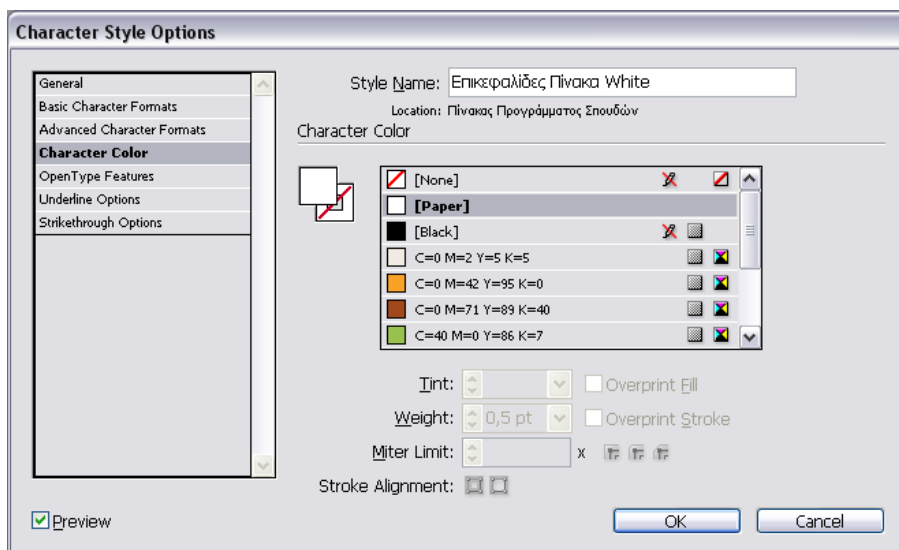 Character Style Options
General
Basic Character Formats
Advanced Character Formats
Character Color
OpenType Features
Underline Options
Strikethrough Options
Style Name: Επικεφαλίδες Πίνακα White
Location: Πίνακας Προγράμματος Σπουδών
Character Color
[None]
[Paper]
[Black]
C=0 M=2 Y=5 K=5
C=0 M=42 Y=95 K=0
C=0 M=71 Y=89 K=40
C=40 M=0 Y=86 K=7
Tint: Overprint Fill
Weight: 0,5 pt Overprint Stroke
Miter Limit: x
Stroke Alignment:
Preview OK Cancel